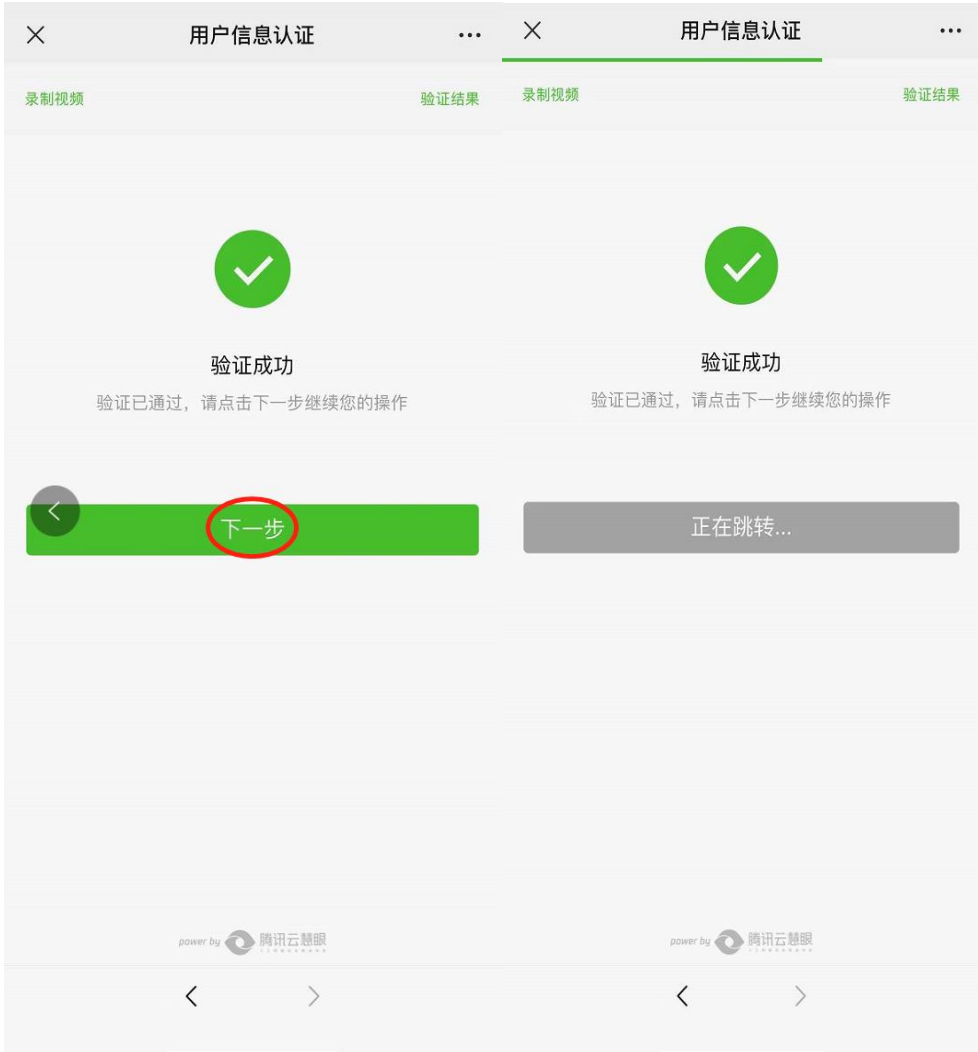 用户信息认证
录制视频
验证结果
验证成功
验证已通过，请点击下一步继续您的操作
下一步
power by 腾讯云慧眼
用户信息认证
录制视频
验证结果
验证成功
验证已通过，请点击下一步继续您的操作
正在跳转...
power by 腾讯云慧眼